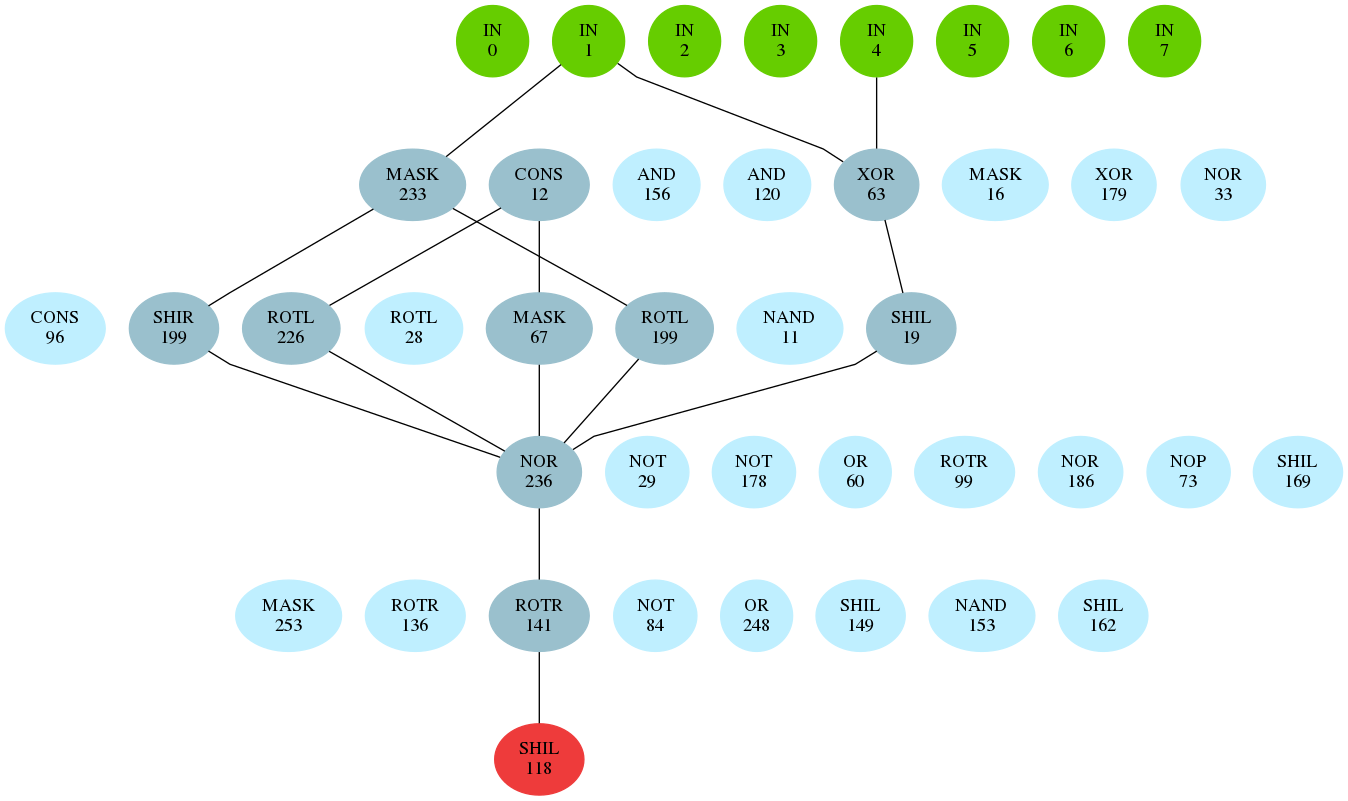 IN
0
IN
1
IN
2
IN
3
IN
4
IN
5
IN
6
IN
7
MASK
233
CONS
12
AND
156
AND
120
XOR
63
MASK
16
XOR
179
NOR
33
CONS
96
SHIR
199
ROTL
226
ROTL
28
MASK
67
ROTL
199
NAND
11
SHIL
19
NOR
236
NOT
29
NOT
178
OR
60
ROTR
99
NOR
186
NOP
73
SHIL
169
MASK
253
ROTR
136
ROTR
141
NOT
84
OR
248
SHIL
149
NAND
153
SHIL
162
SHIL
118